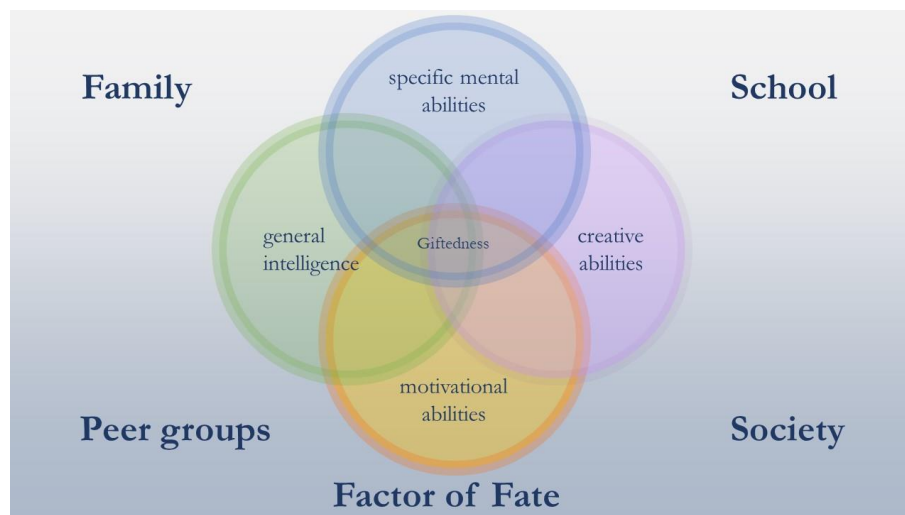 Family
School
specific mental
abilities
general
intelligence
Giftedness
creative
abilities
motivational
abilities
Peer groups
Society
Factor of Fate